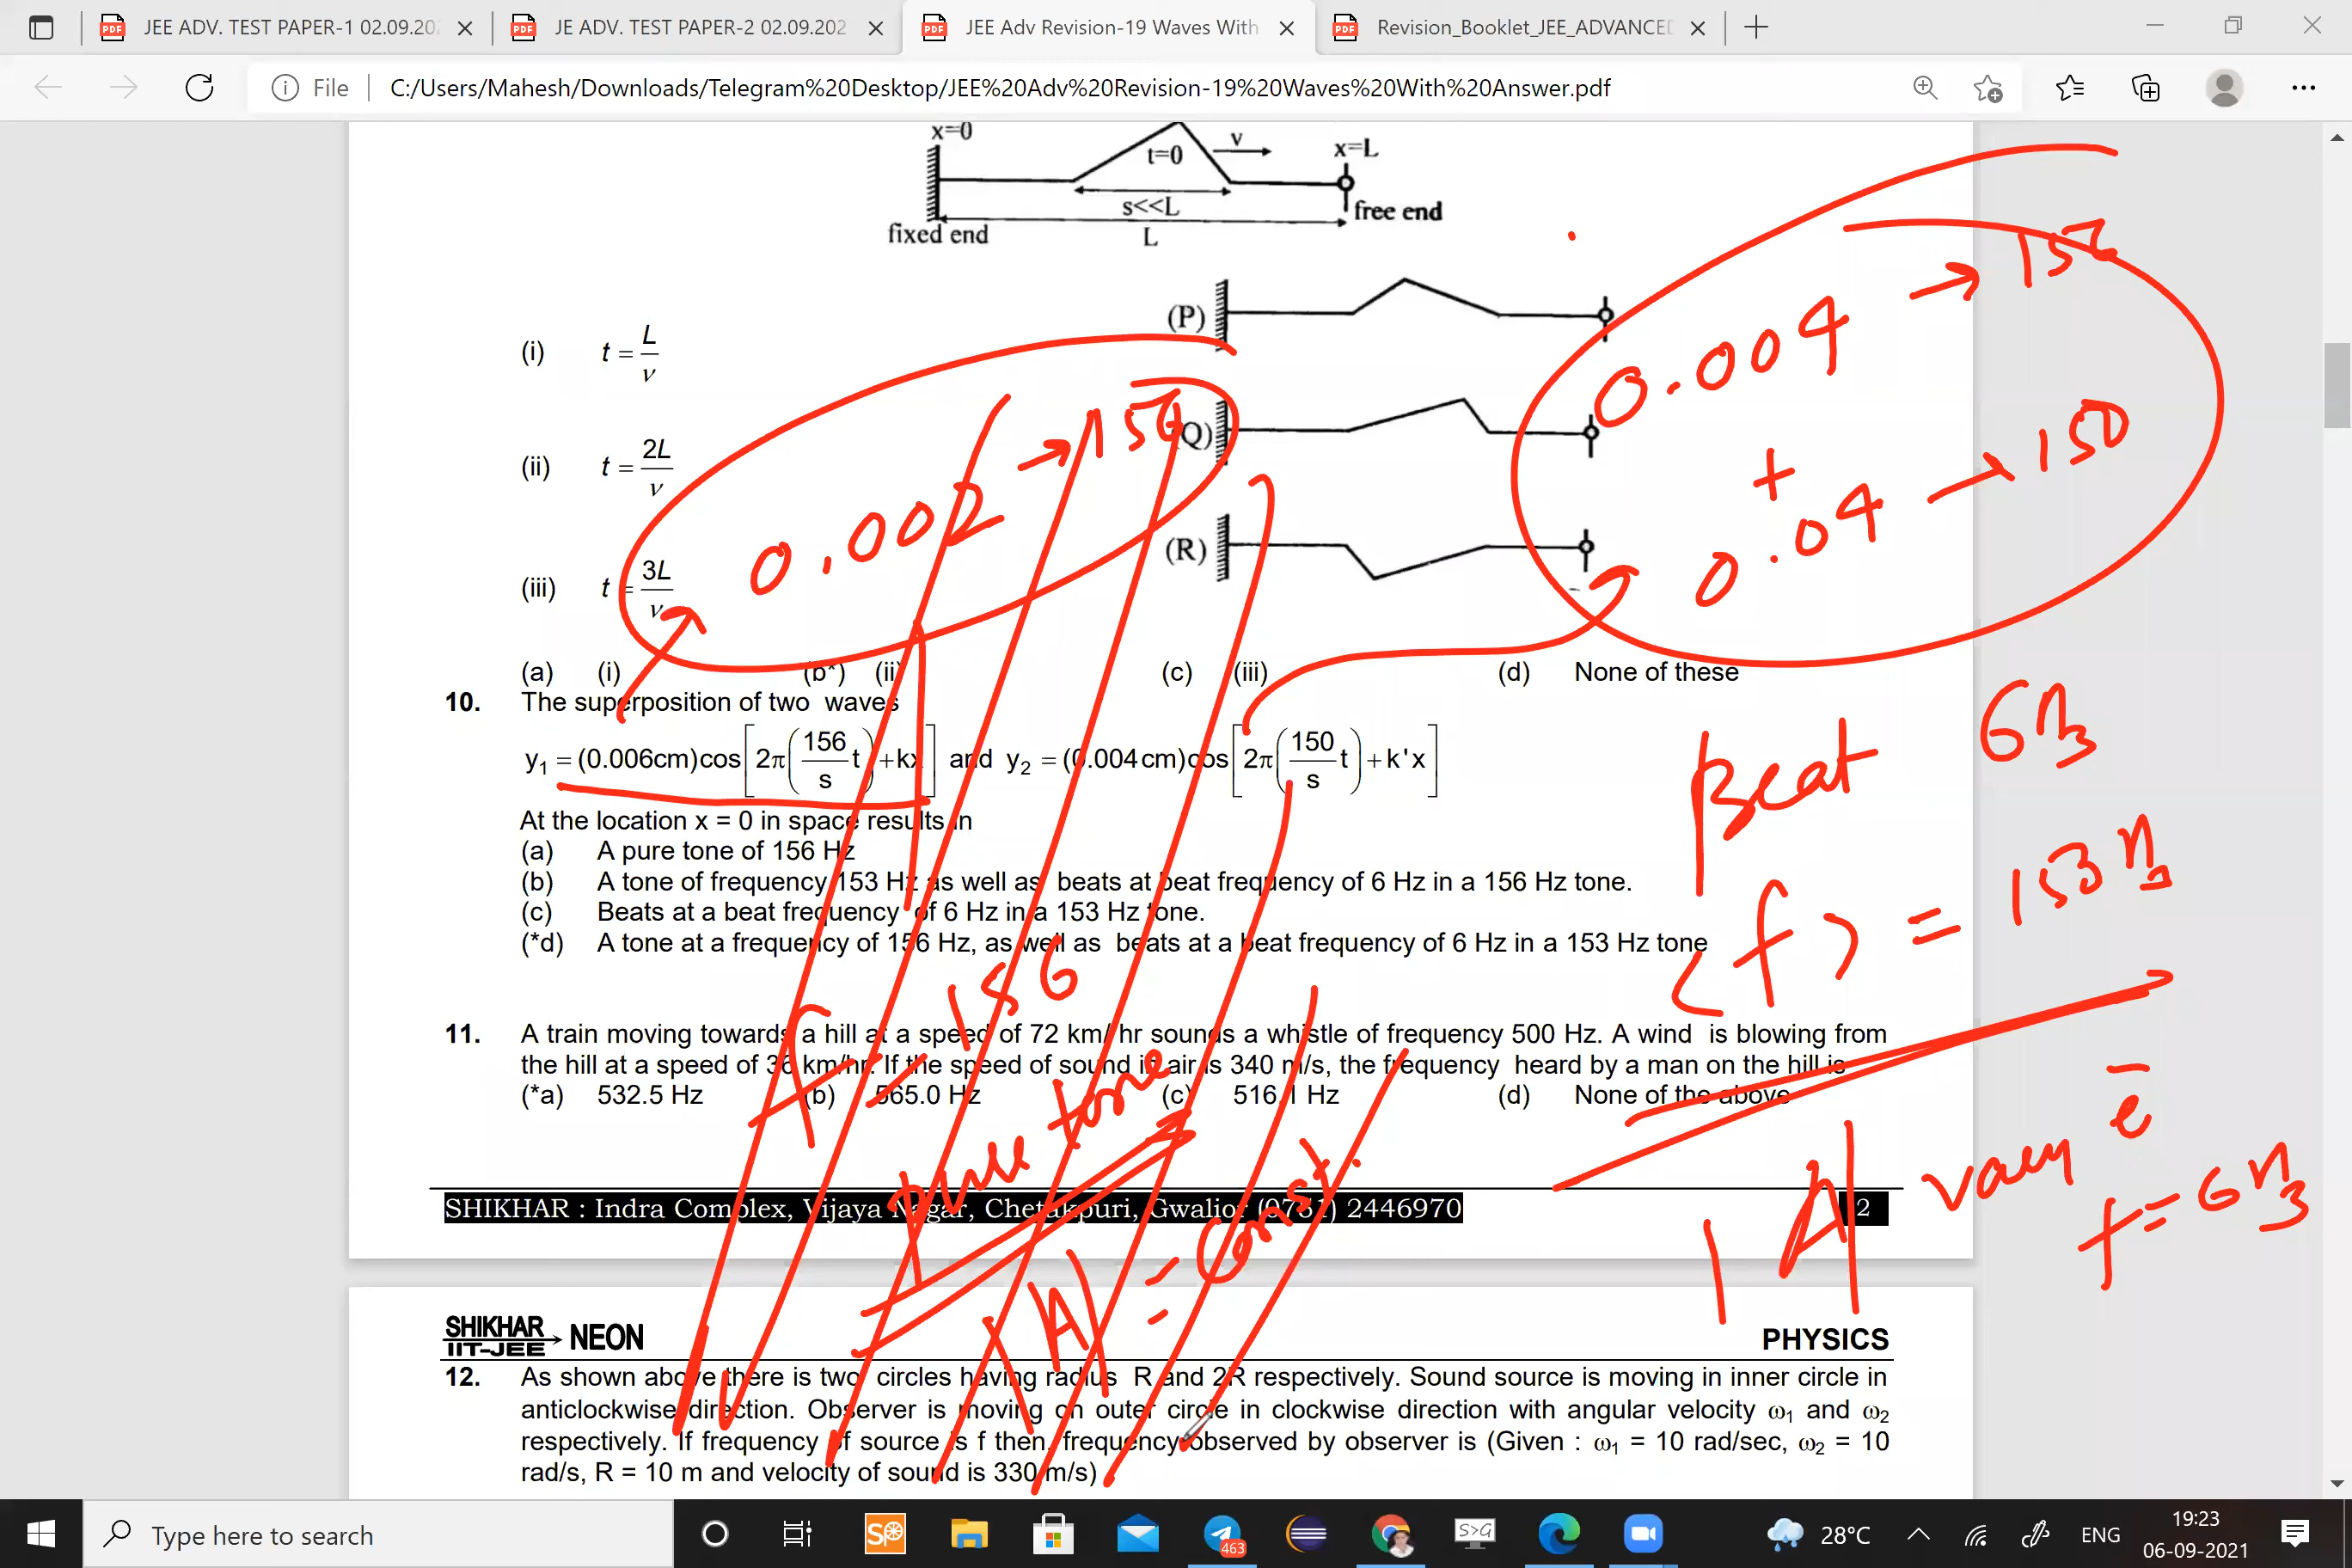 JEE ADV. TEST PAPER-1 02.09.202
JE ADV. TEST PAPER-2 02.09.202
JEE Adv Revision-19 Waves With
Revision_Booklet_JEE_ADVANCED
File
C:/Users/Mahesh/Downloads/Telegram%20Desktop/JEE%20Adv%20Revision-19%20Waves%20With%20Answer.pdf
x=0 t=0 v x=L
s<<L
free end
fixed end L
(i) t = L/v (P)
(ii) t = 2L/v (Q)
(iii) t = 3L/v (R)
0.002 → 156
0.004 → 156
+
0.04 → 150
(a) (i) (b*) (ii) (c) (iii) (d) None of these
10. The superposition of two waves
y₁ = (0.006cm)cos[2π(156/s t)+kx] and y₂ = (0.004cm)cos[2π(150/s t)+k'x]
At the location x = 0 in space results in
(a) A pure tone of 156 Hz
(b) A tone of frequency 153 Hz as well as beats at beat frequency of 6 Hz in a 156 Hz tone.
(c) Beats at a beat frequency of 6 Hz in a 153 Hz tone.
(*d) A tone at a frequency of 156 Hz, as well as beats at a beat frequency of 6 Hz in a 153 Hz tone
Beat 6Hz
<f> = 153 Hz
11. A train moving towards a hill at a speed of 72 km/hr sounds a whistle of frequency 500 Hz. A wind is blowing from
the hill at a speed of 36 km/hr. If the speed of sound in air is 340 m/s, the frequency heard by a man on the hill is
(*a) 532.5 Hz (b) 565.0 Hz (c) 516.1 Hz (d) None of the above
f - 156
Pure tone
|A| = Const.
|A| vary c̄
f = 6Hz
SHIKHAR : Indra Complex, Vijaya Nagar, Chetakpuri, Gwalior (0751) 2446970 2
SHIKHAR
IIT-JEE NEON PHYSICS
12. As shown above there is two circles having radius R and 2R respectively. Sound source is moving in inner circle in
anticlockwise direction. Observer is moving on outer circle in clockwise direction with angular velocity ω₁ and ω₂
respectively. If frequency of source is f then, frequency observed by observer is (Given : ω₁ = 10 rad/sec, ω₂ = 10
rad/s, R = 10 m and velocity of sound is 330 m/s)
Type here to search
SP
463
S>G
28°C
ENG
19:23
06-09-2021